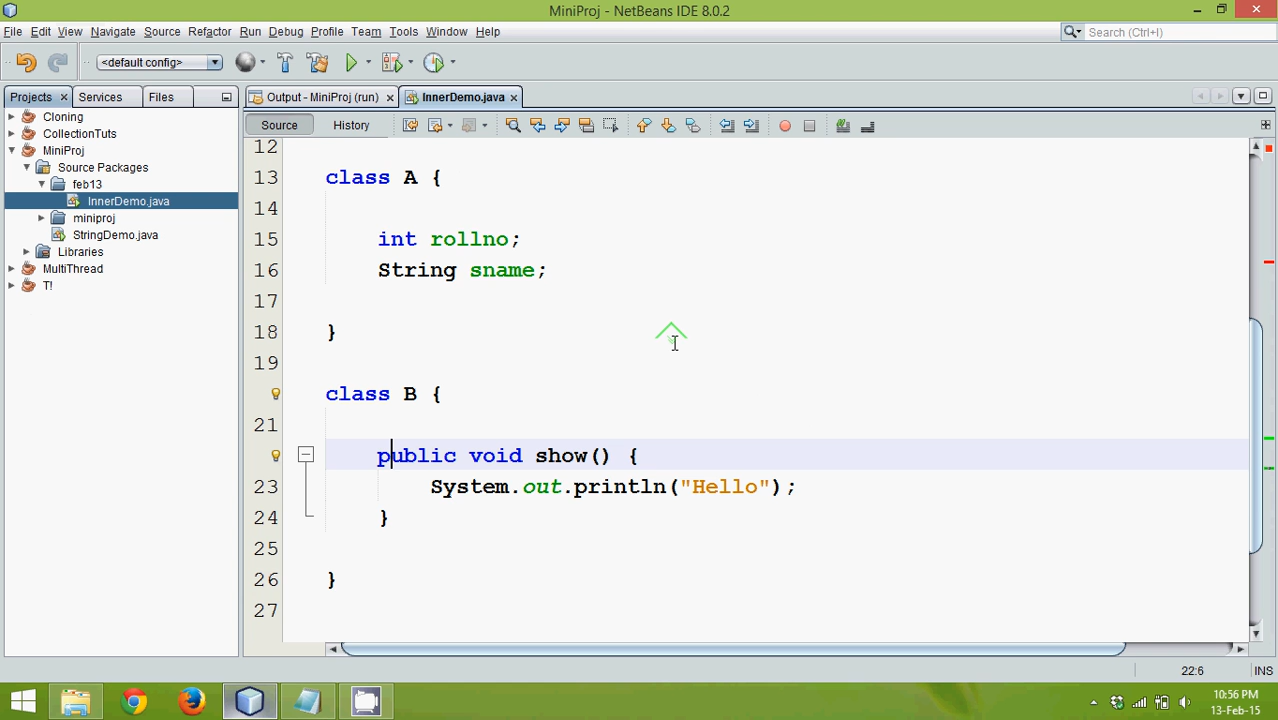 MiniProj - NetBeans IDE 8.0.2
File Edit View Navigate Source Refactor Run Debug Profile Team Tools Window Help
Search (Ctrl+I)
<default config>
Projects Services Files
Output - MiniProj (run) InnerDemo.java
Source History
Cloning
CollectionTuts
MiniProj
Source Packages
feb13
InnerDemo.java
miniproj
StringDemo.java
Libraries
MultiThread
T!
12
13 class A {
14
15 int rollno;
16 String sname;
17
18 }
19
class B {
21
public void show() {
23 System.out.println("Hello");
24 }
25
26 }
27
22:6 INS
10:56 PM
13-Feb-15